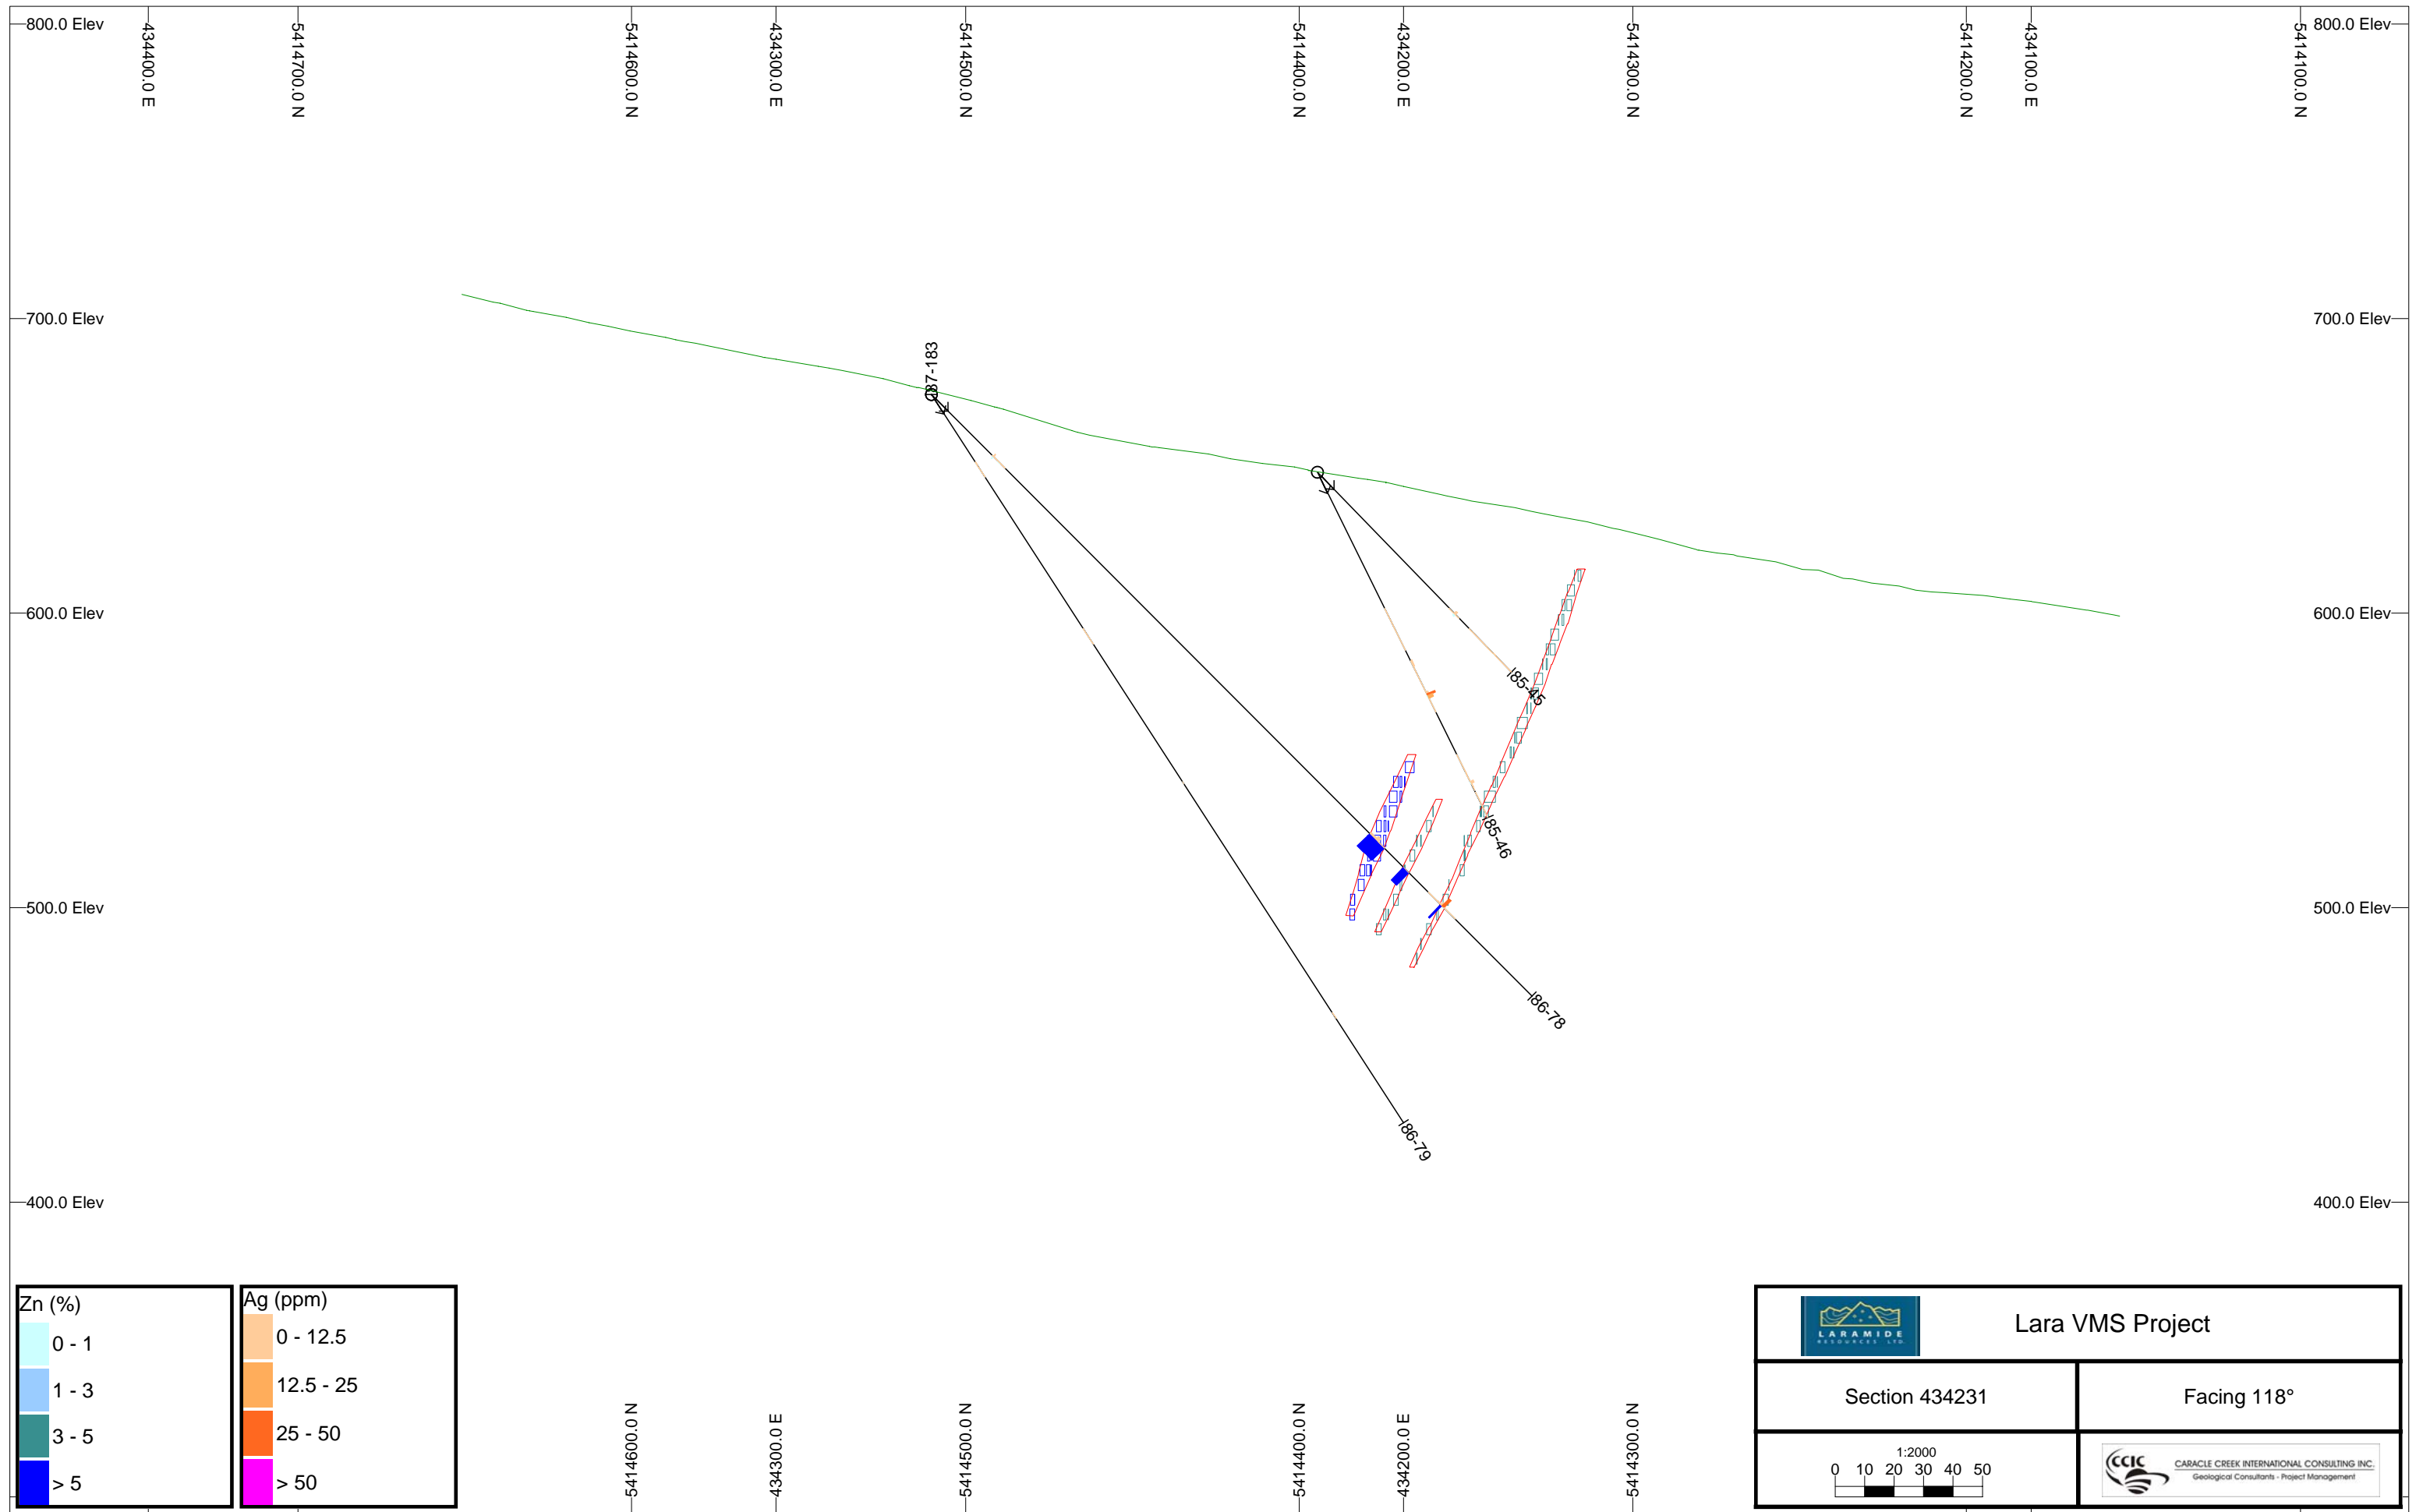 800.0 Elev
434400.0 E
5414700.0 N
5414600.0 N
434300.0 E
5414500.0 N
5414400.0 N
434200.0 E
5414300.0 N
5414200.0 N
434100.0 E
5414100.0 N
800.0 Elev
700.0 Elev
700.0 Elev
87-183
600.0 Elev
600.0 Elev
85-45
85-46
500.0 Elev
500.0 Elev
86-78
86-79
400.0 Elev
400.0 Elev
Zn (%)
0 - 1
1 - 3
3 - 5
> 5
Ag (ppm)
0 - 12.5
12.5 - 25
25 - 50
> 50
5414600.0 N
434300.0 E
5414500.0 N
5414400.0 N
434200.0 E
5414300.0 N
LARAMIDE
RESOURCES LTD.
Lara VMS Project
Section 434231
Facing 118°
1:2000
0 10 20 30 40 50
CCIC
CARACLE CREEK INTERNATIONAL CONSULTING INC.
Geological Consultants - Project Management